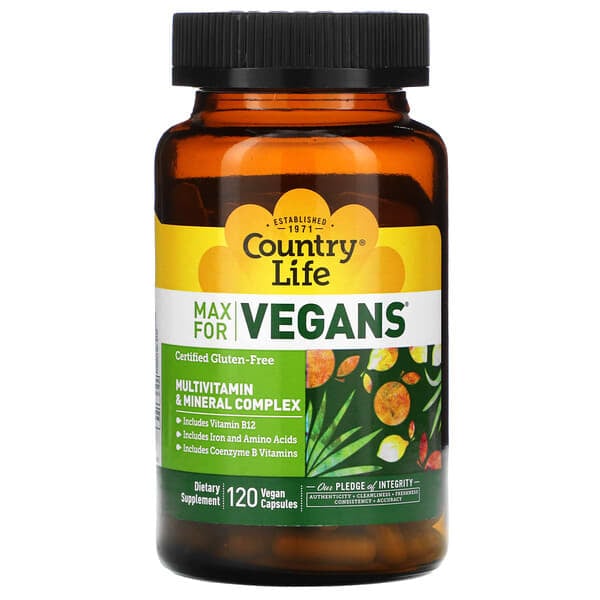 ESTABLISHED
1971
Country®
Life
MAX
FOR
VEGANS®
Certified Gluten-Free
MULTIVITAMIN
& MINERAL COMPLEX
• Includes Vitamin B12
• Includes Iron and Amino Acids
• Includes Coenzyme B Vitamins
Dietary
Supplement
120 Vegan
Capsules
Our PLEDGE of INTEGRITY
AUTHENTICITY • CLEANLINESS • FRESHNESS
CONSISTENCY • ACCURACY